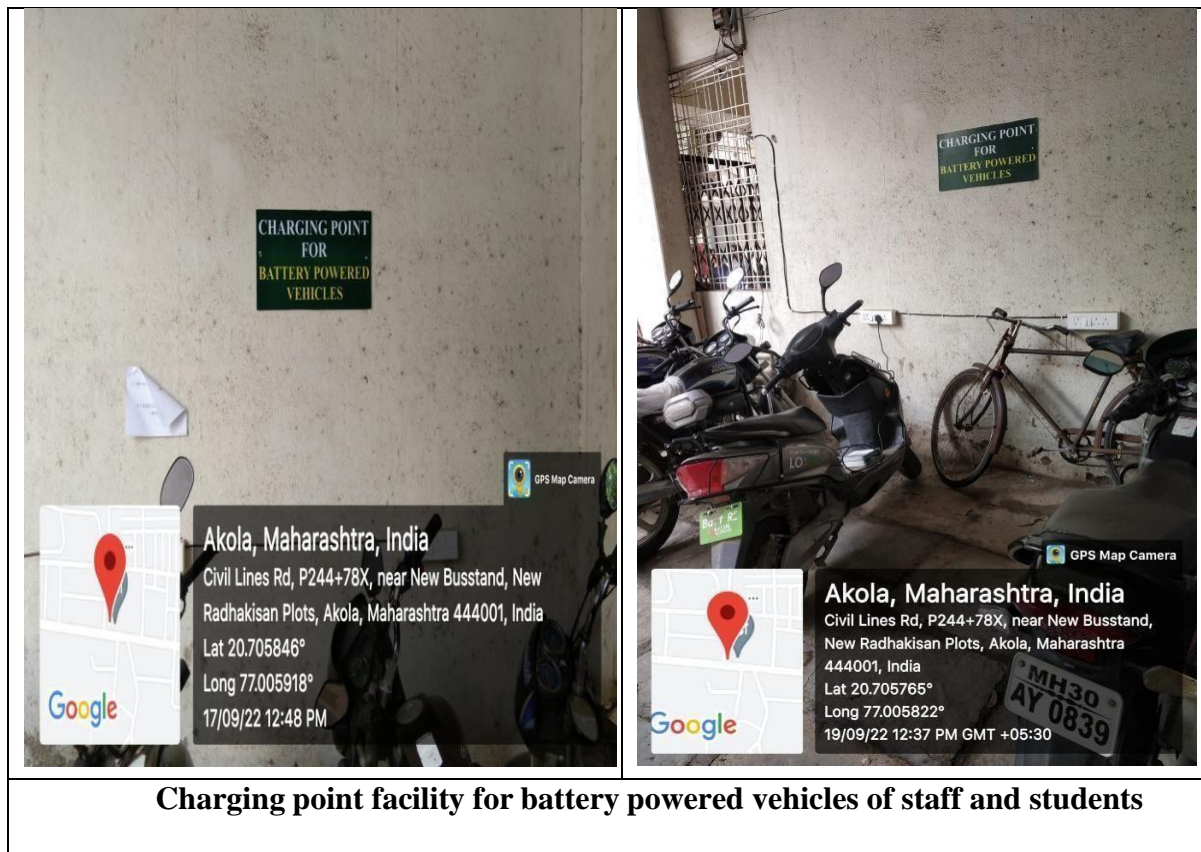 CHARGING POINT
FOR
BATTERY POWERED
VEHICLES
GPS Map Camera
Akola, Maharashtra, India
Civil Lines Rd, P244+78X, near New Busstand, New
Radhakisan Plots, Akola, Maharashtra 444001, India
Lat 20.705846°
Long 77.005918°
17/09/22 12:48 PM
Google
CHARGING POINT
FOR
BATTERY POWERED
VEHICLES
LO
GPS Map Camera
Akola, Maharashtra, India
Civil Lines Rd, P244+78X, near New Busstand,
New Radhakisan Plots, Akola, Maharashtra
444001, India
Lat 20.705765°
Long 77.005822°
19/09/22 12:37 PM GMT +05:30
Google
MH30
AY 0839
Charging point facility for battery powered vehicles of staff and students